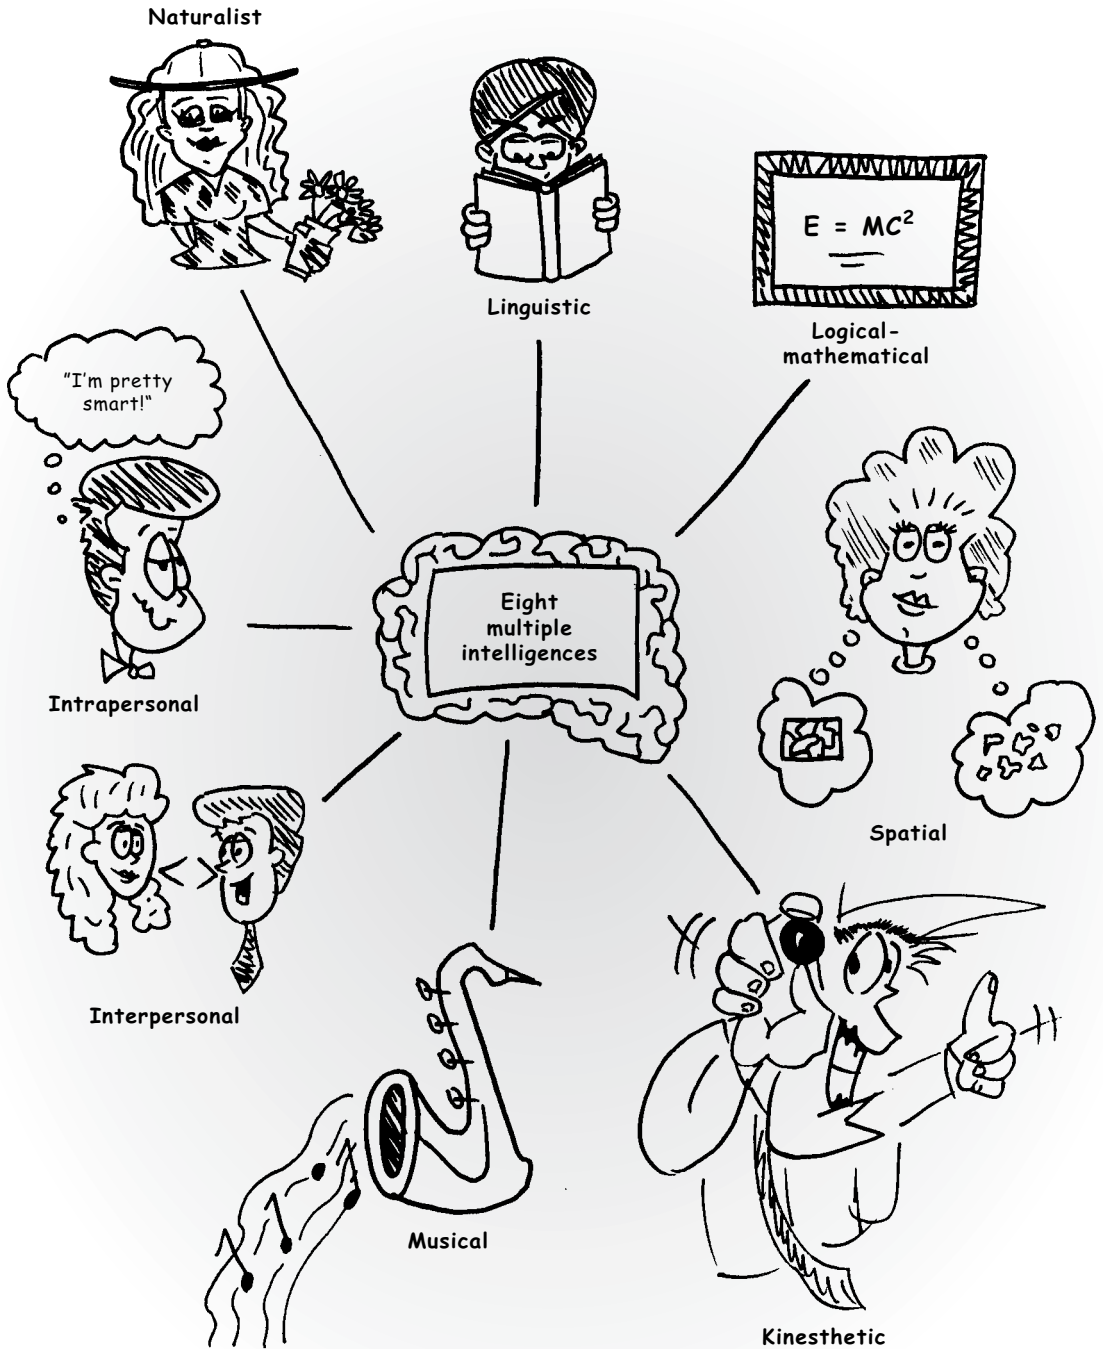 Naturalist
Linguistic
E = MC²
Logical-
mathematical
"I'm pretty
smart!"
Intrapersonal
Eight
multiple
intelligences
Spatial
Interpersonal
Musical
Kinesthetic